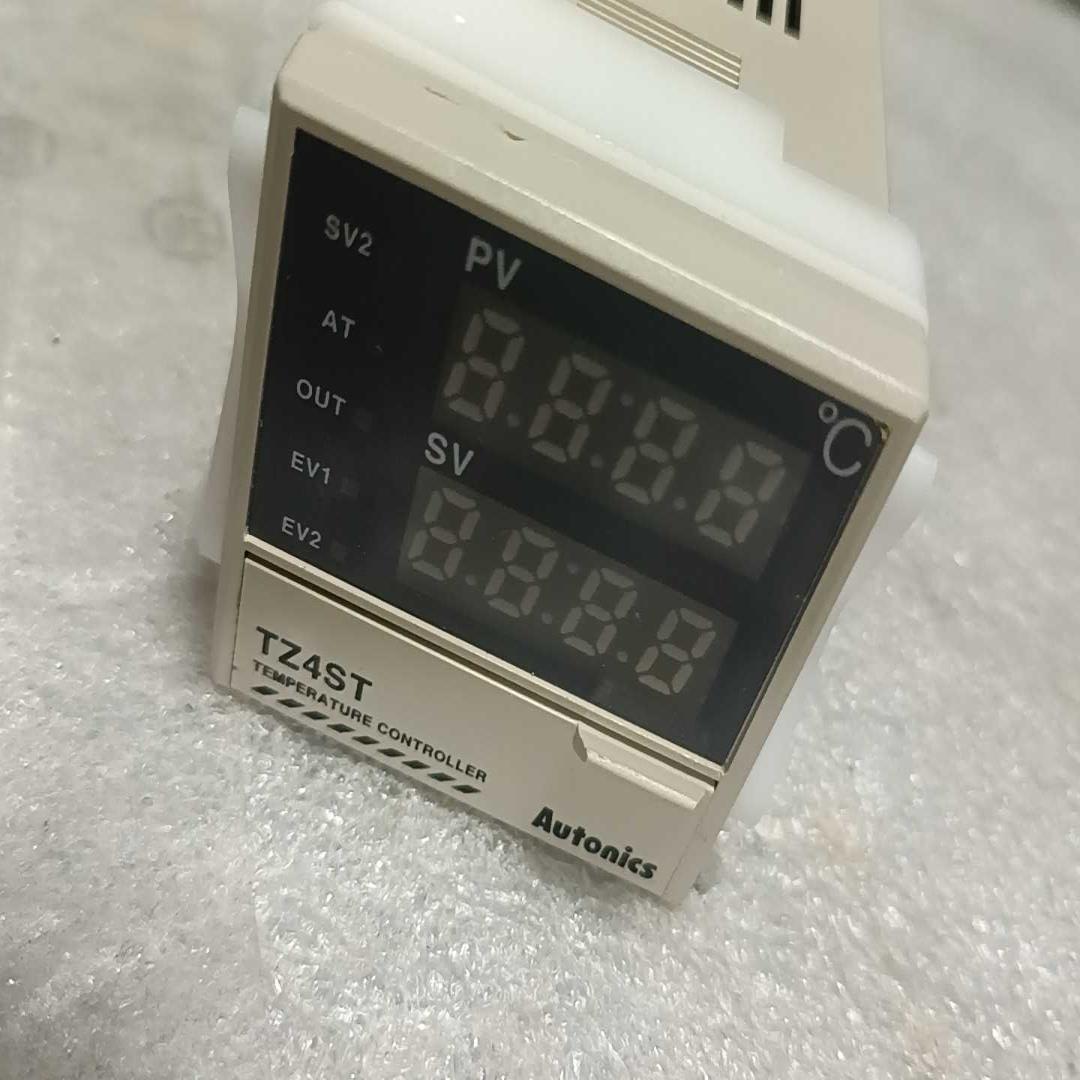 SV2
PV
AT
°C
OUT
SV
EV1
EV2
TZ4ST
TEMPERATURE CONTROLLER
Autonics